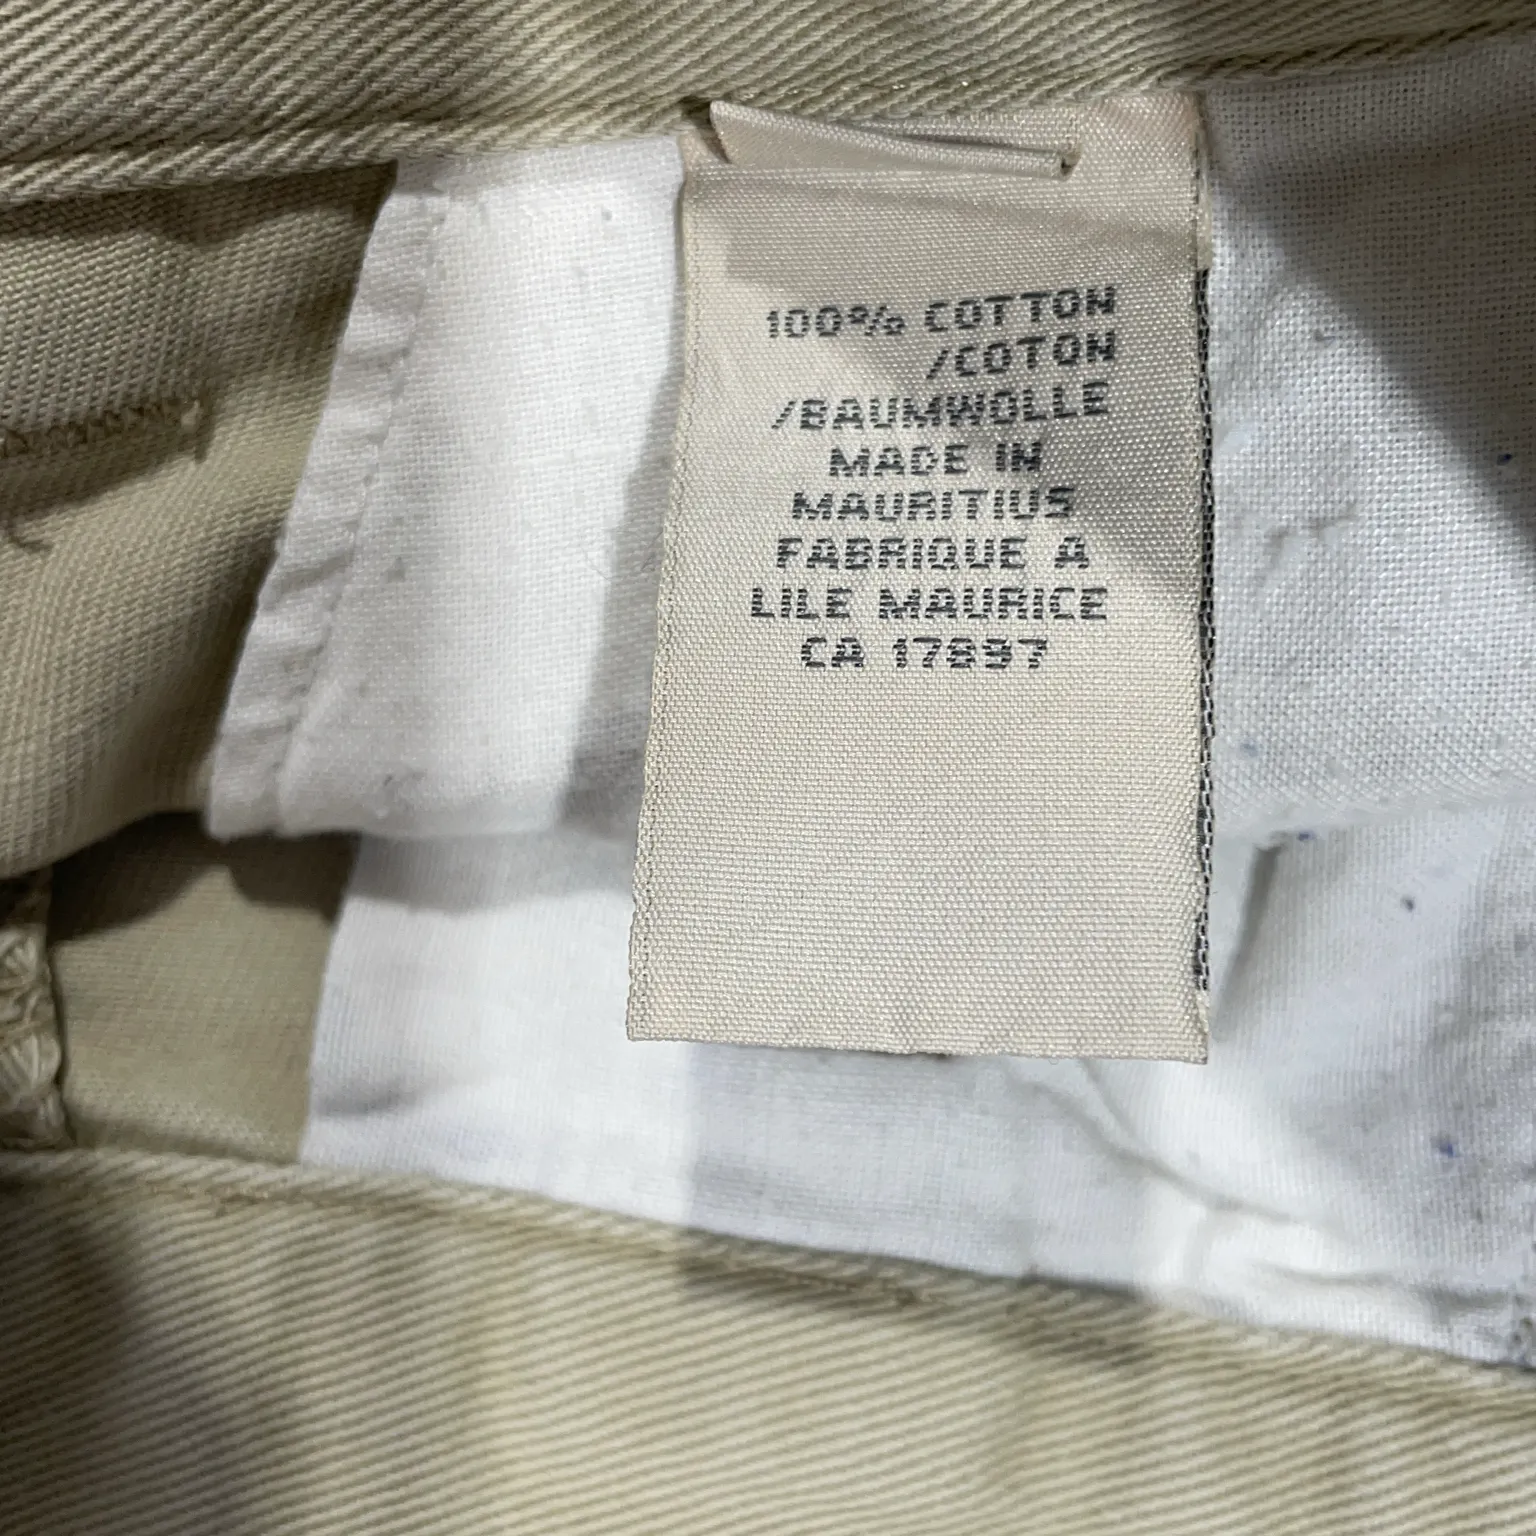 100% COTTON
/COTON
/BAUMWOLLE
MADE IN
MAURITIUS
FABRIQUE A
LILE MAURICE
CA 17897